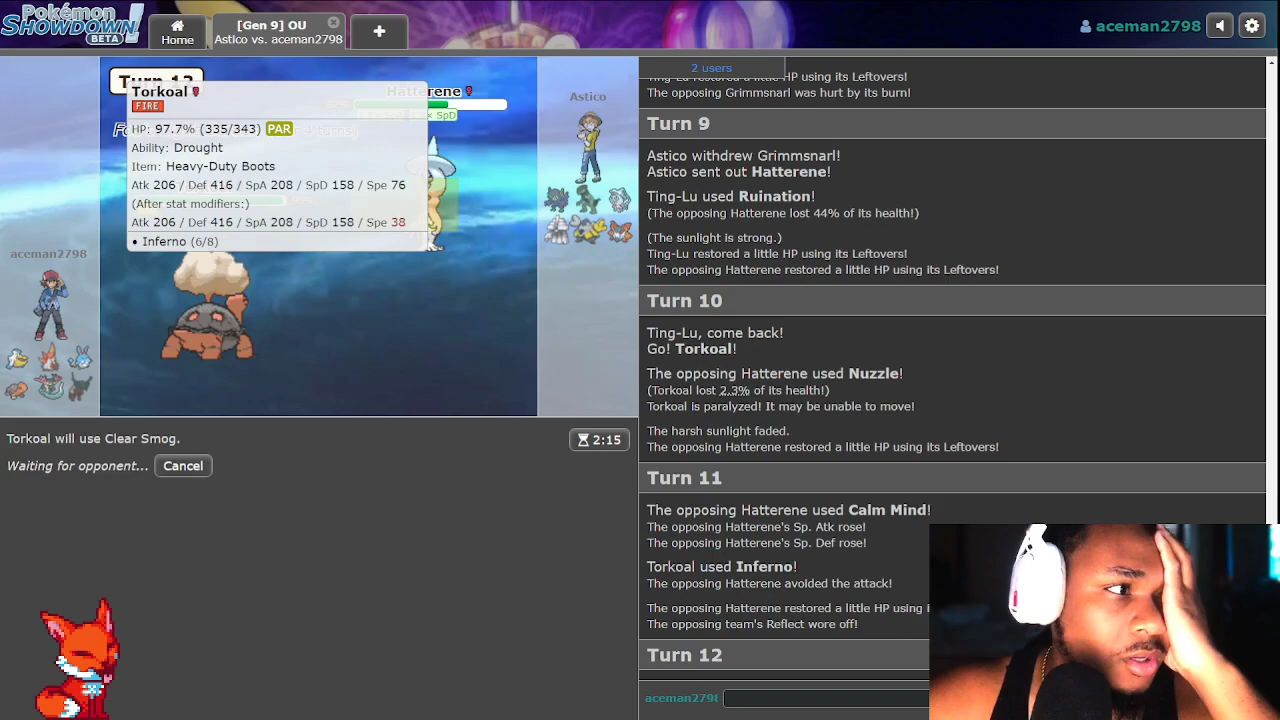 Pokémon
SHOWDOWN!
BETA
Home
[Gen 9] OU
Astico vs. aceman2798
+
aceman2798
2 users
Turn 12
Torkoal
FIRE
HP: 97.7% (335/343) PAR
Ability: Drought
Item: Heavy-Duty Boots
Atk 206 / Def 416 / SpA 208 / SpD 158 / Spe 76
(After stat modifiers:)
Atk 206 / Def 416 / SpA 208 / SpD 158 / Spe 38
• Inferno (6/8)
Hatterene
SpD
Astico
aceman2798
Torkoal will use Clear Smog.
2:15
Waiting for opponent... Cancel
Ting-Lu restored a little HP using its Leftovers!
The opposing Grimmsnarl was hurt by its burn!
Turn 9
Astico withdrew Grimmsnarl!
Astico sent out Hatterene!
Ting-Lu used Ruination!
(The opposing Hatterene lost 44% of its health!)
(The sunlight is strong.)
Ting-Lu restored a little HP using its Leftovers!
The opposing Hatterene restored a little HP using its Leftovers!
Turn 10
Ting-Lu, come back!
Go! Torkoal!
The opposing Hatterene used Nuzzle!
(Torkoal lost 2.3% of its health!)
Torkoal is paralyzed! It may be unable to move!
The harsh sunlight faded.
The opposing Hatterene restored a little HP using its Leftovers!
Turn 11
The opposing Hatterene used Calm Mind!
The opposing Hatterene's Sp. Atk rose!
The opposing Hatterene's Sp. Def rose!
Torkoal used Inferno!
The opposing Hatterene avoided the attack!
The opposing Hatterene restored a little HP using i
The opposing team's Reflect wore off!
Turn 12
aceman2798